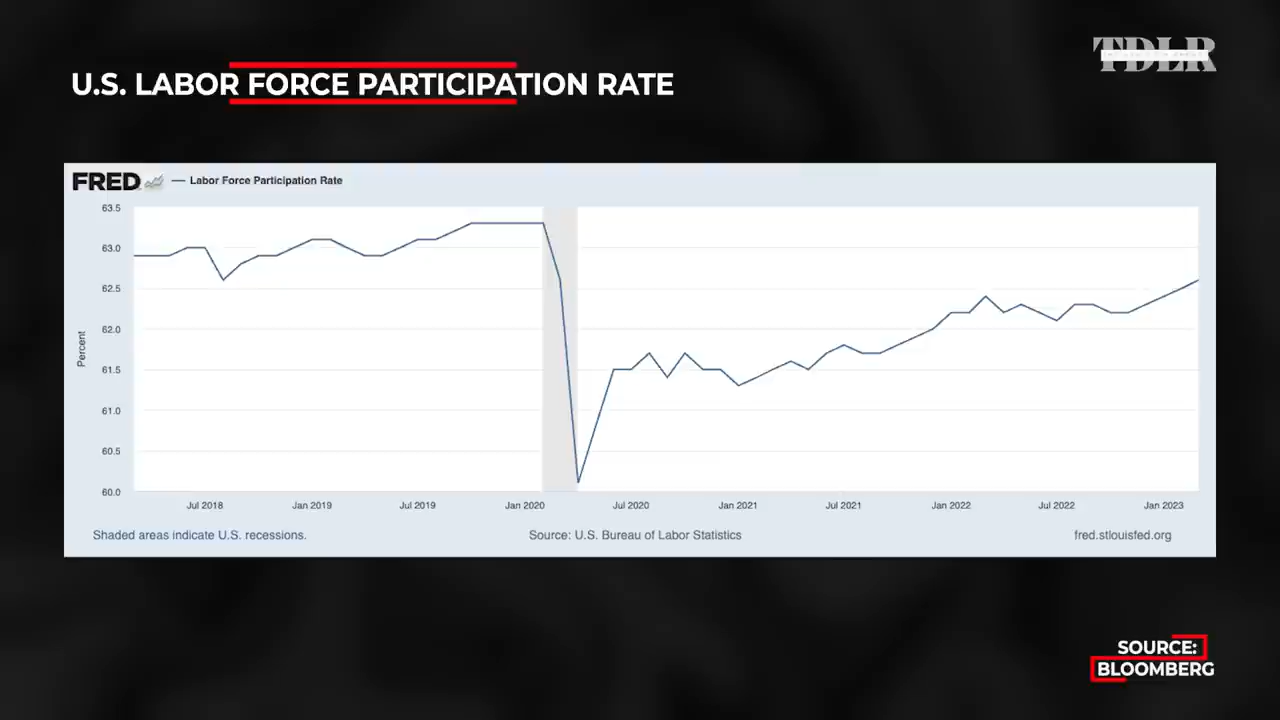 TDLR
U.S. LABOR FORCE PARTICIPATION RATE
FRED — Labor Force Participation Rate
63.5
63.0
62.5
62.0
61.5
61.0
60.5
60.0
Percent
Jul 2018 Jan 2019 Jul 2019 Jan 2020 Jul 2020 Jan 2021 Jul 2021 Jan 2022 Jul 2022 Jan 2023
Shaded areas indicate U.S. recessions. Source: U.S. Bureau of Labor Statistics fred.stlouisfed.org
SOURCE:
BLOOMBERG